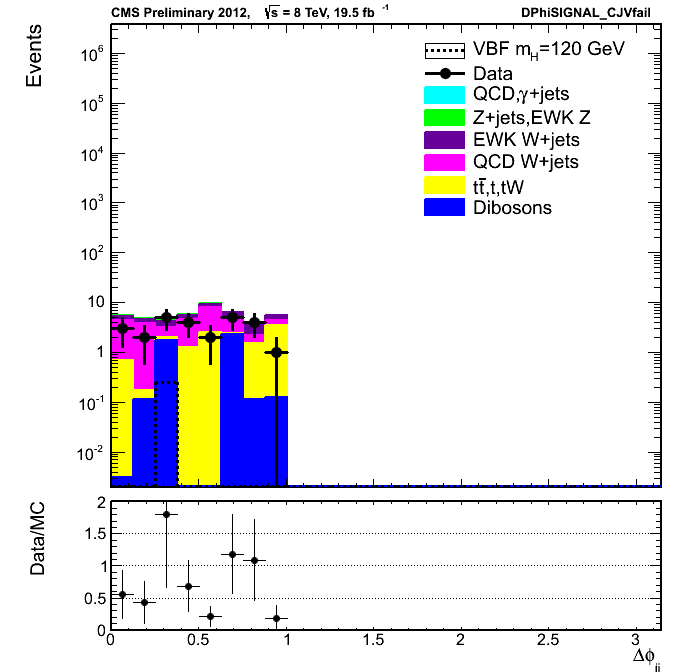 CMS Preliminary 2012, √s = 8 TeV, 19.5 fb⁻¹ DPhiSIGNAL_CJVfail
Events
10⁶
10⁵
10⁴
10³
10²
10
1
10⁻¹
10⁻²
VBF m_H=120 GeV
Data
QCD,γ+jets
Z+jets,EWK Z
EWK W+jets
QCD W+jets
tt̄,t,tW
Dibosons
Data/MC
2
1.5
1
0.5
0
0 0.5 1 1.5 2 2.5 3
Δϕ_jj